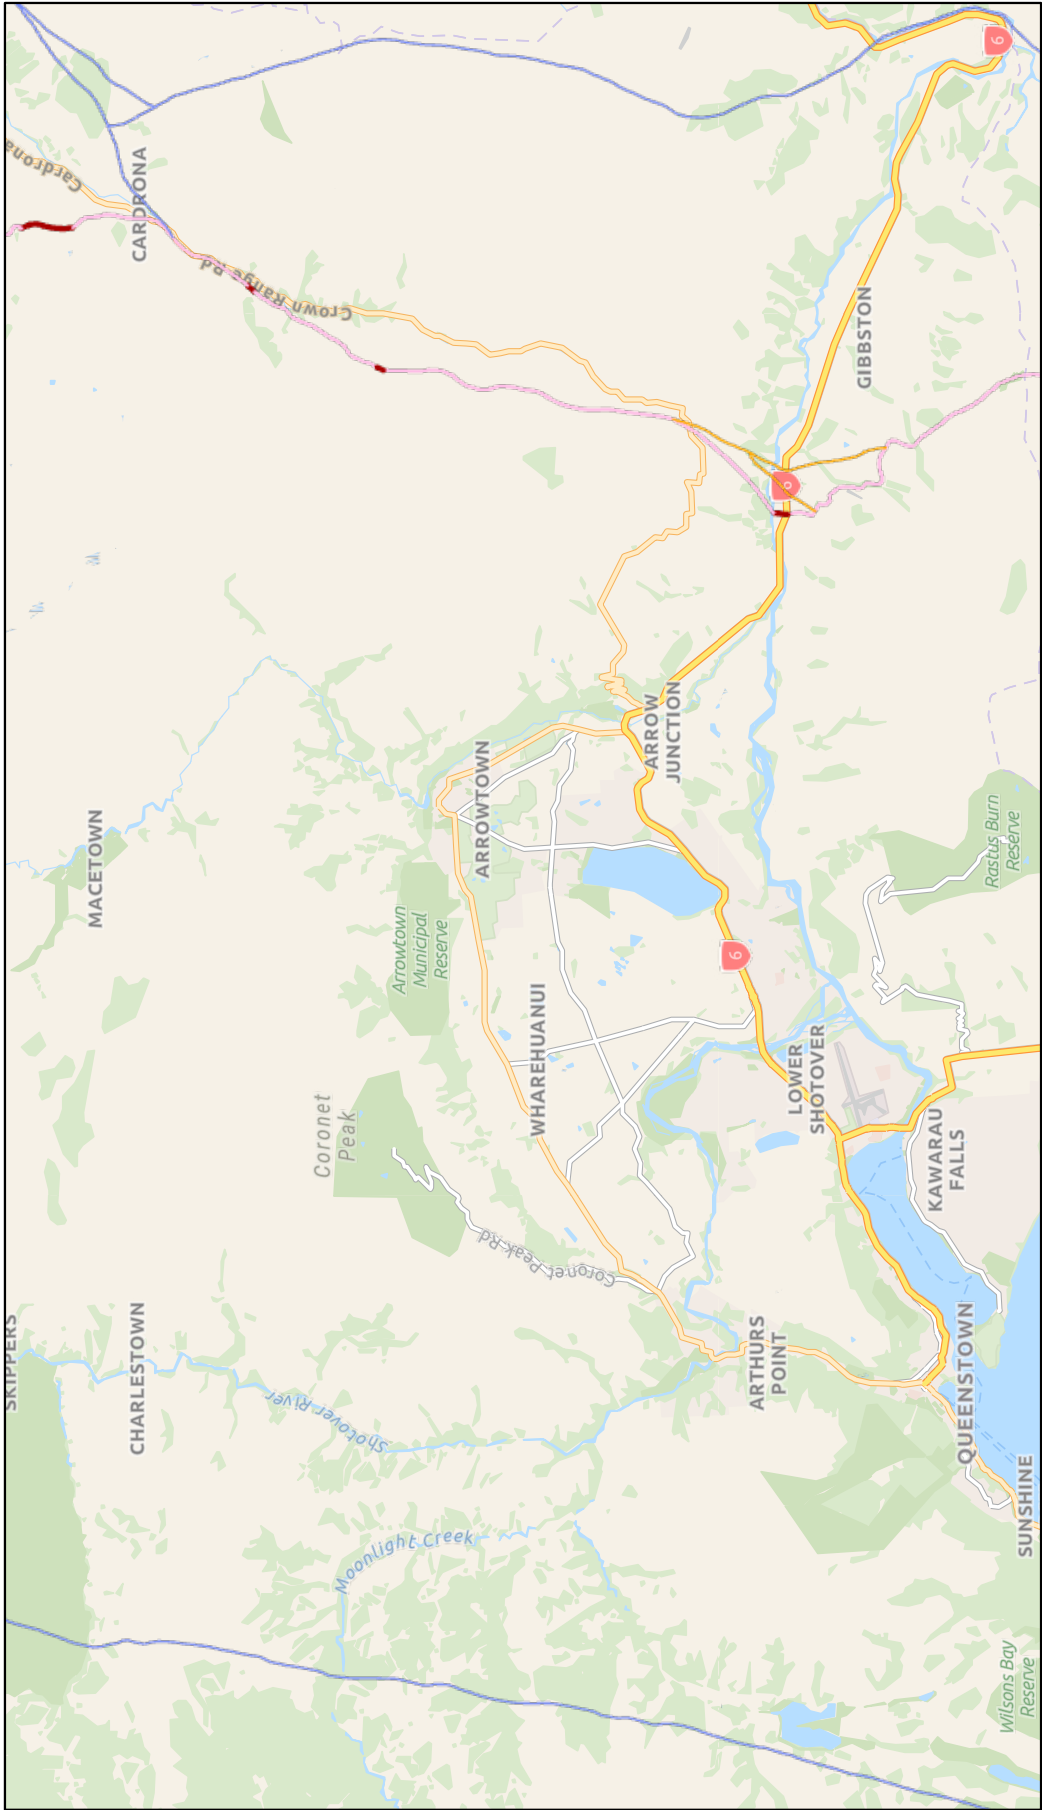 Cardrona
CARDRONA
Crown Range Rd
GIBBSTON
6
6
ARROW
JUNCTION
ARROWTOWN
MACETOWN
Arrowtown
Municipal
Reserve
Rastus Burn
Reserve
6
WHAREHUANUI
LOWER
SHOTOVER
Coronet
Peak
KAWARAU
FALLS
Coronet Peak Rd
SKIPPERS
CHARLESTOWN
Shotover River
ARTHURS
POINT
QUEENSTOWN
SUNSHINE
Moonlight Creek
Wilsons Bay
Reserve